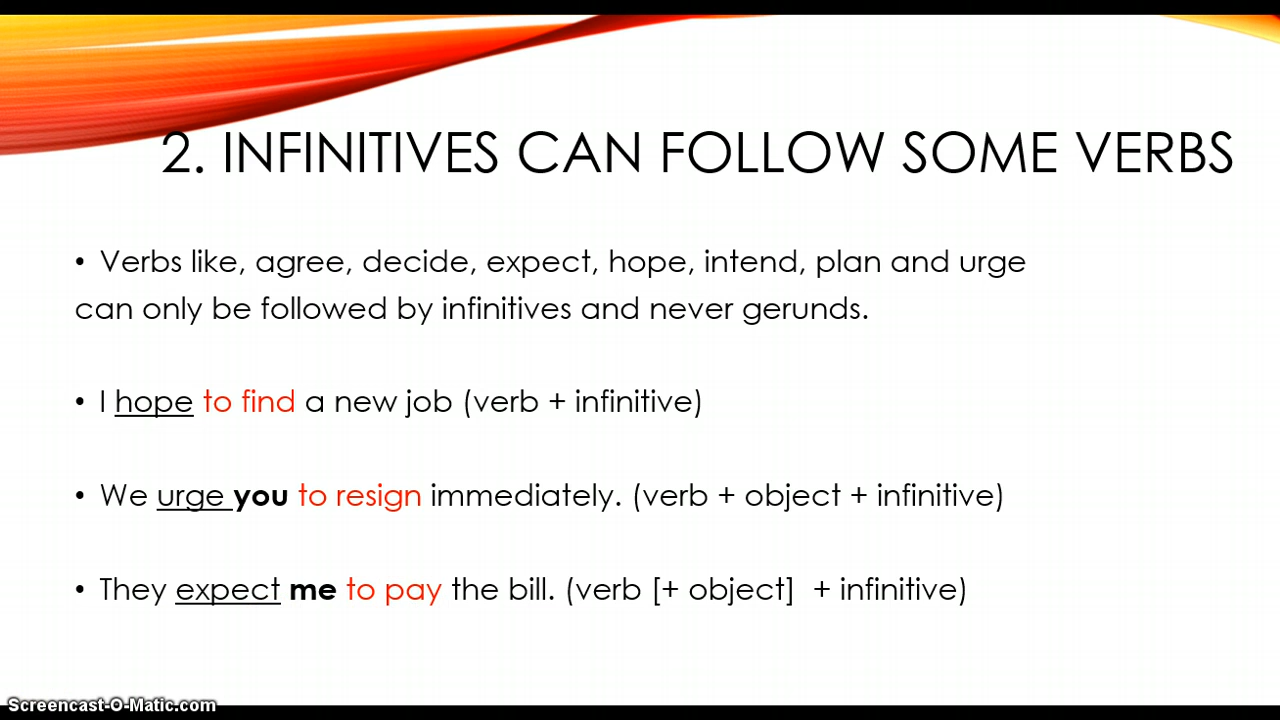 2. INFINITIVES CAN FOLLOW SOME VERBS
• Verbs like, agree, decide, expect, hope, intend, plan and urge
can only be followed by infinitives and never gerunds.
• I hope to find a new job (verb + infinitive)
• We urge you to resign immediately. (verb + object + infinitive)
• They expect me to pay the bill. (verb [+ object]  + infinitive)
Screencast-O-Matic.com